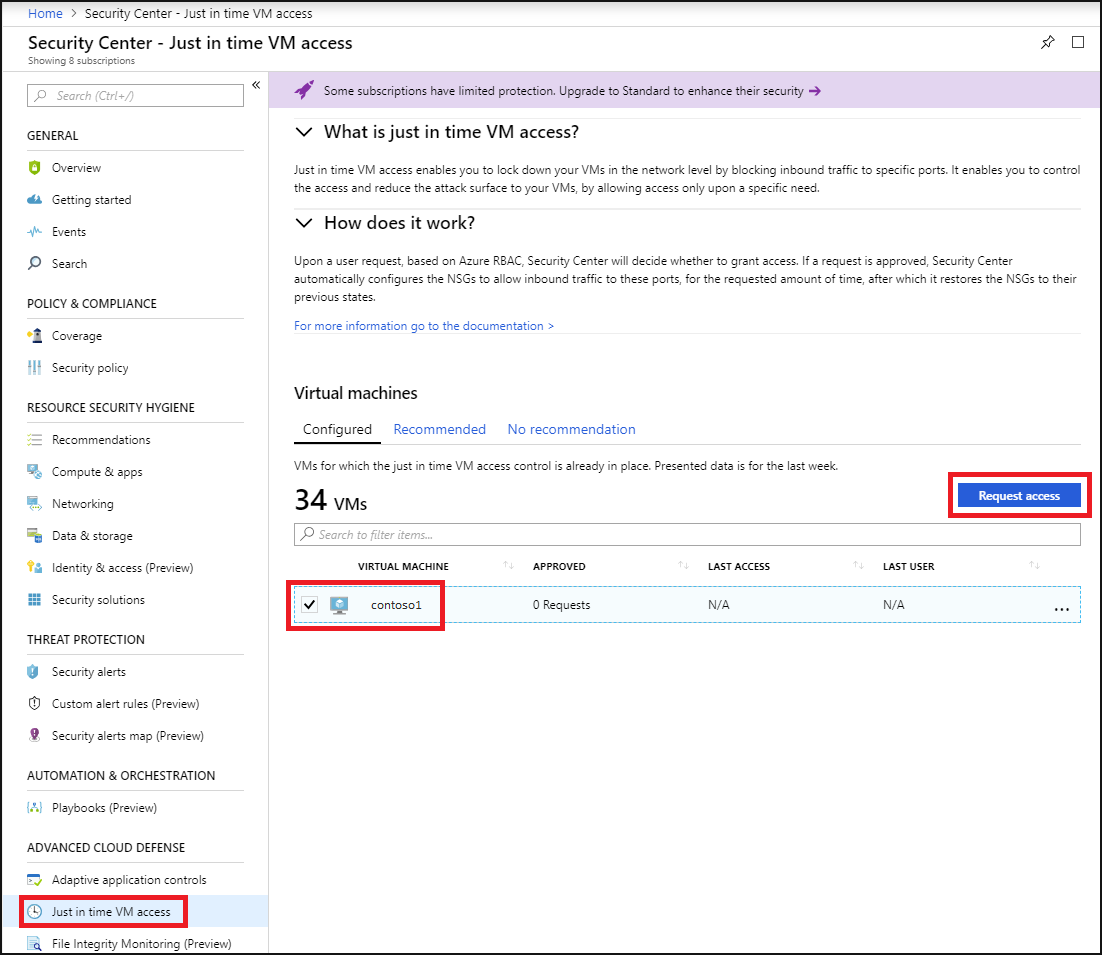 Home > Security Center - Just in time VM access
Security Center - Just in time VM access
Showing 8 subscriptions
Search (Ctrl+/)
«
GENERAL
Overview
Getting started
Events
Search
POLICY & COMPLIANCE
Coverage
Security policy
RESOURCE SECURITY HYGIENE
Recommendations
Compute & apps
Networking
Data & storage
Identity & access (Preview)
Security solutions
THREAT PROTECTION
Security alerts
Custom alert rules (Preview)
Security alerts map (Preview)
AUTOMATION & ORCHESTRATION
Playbooks (Preview)
ADVANCED CLOUD DEFENSE
Adaptive application controls
Just in time VM access
File Integrity Monitoring (Preview)
Some subscriptions have limited protection. Upgrade to Standard to enhance their security →
What is just in time VM access?
Just in time VM access enables you to lock down your VMs in the network level by blocking inbound traffic to specific ports. It enables you to control
the access and reduce the attack surface to your VMs, by allowing access only upon a specific need.
How does it work?
Upon a user request, based on Azure RBAC, Security Center will decide whether to grant access. If a request is approved, Security Center
automatically configures the NSGs to allow inbound traffic to these ports, for the requested amount of time, after which it restores the NSGs to their
previous states.
For more information go to the documentation >
Virtual machines
Configured Recommended No recommendation
VMs for which the just in time VM access control is already in place. Presented data is for the last week.
34 VMs
Request access
Search to filter items...
VIRTUAL MACHINE APPROVED LAST ACCESS LAST USER
contoso1 0 Requests N/A N/A ...